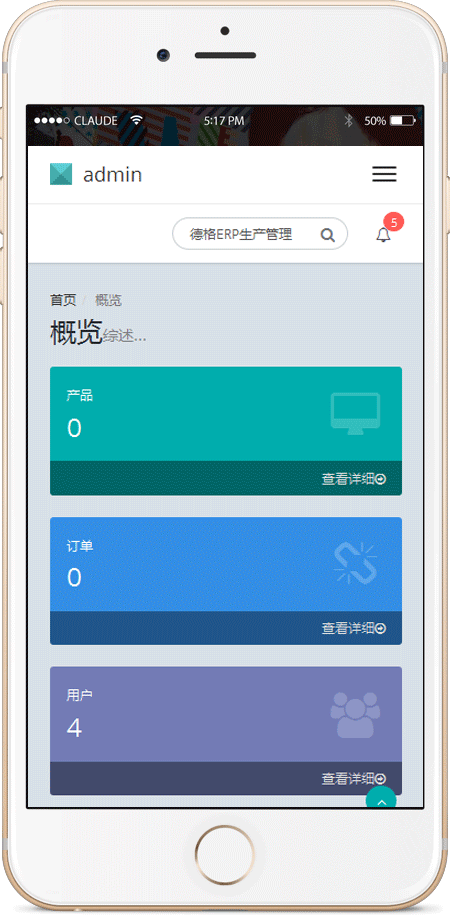 CLAUDE 5:17 PM 50%
admin
德格ERP生产管理
5
首页 / 概览
概览综述...
产品
0
查看详细
订单
0
查看详细
用户
4
查看详细